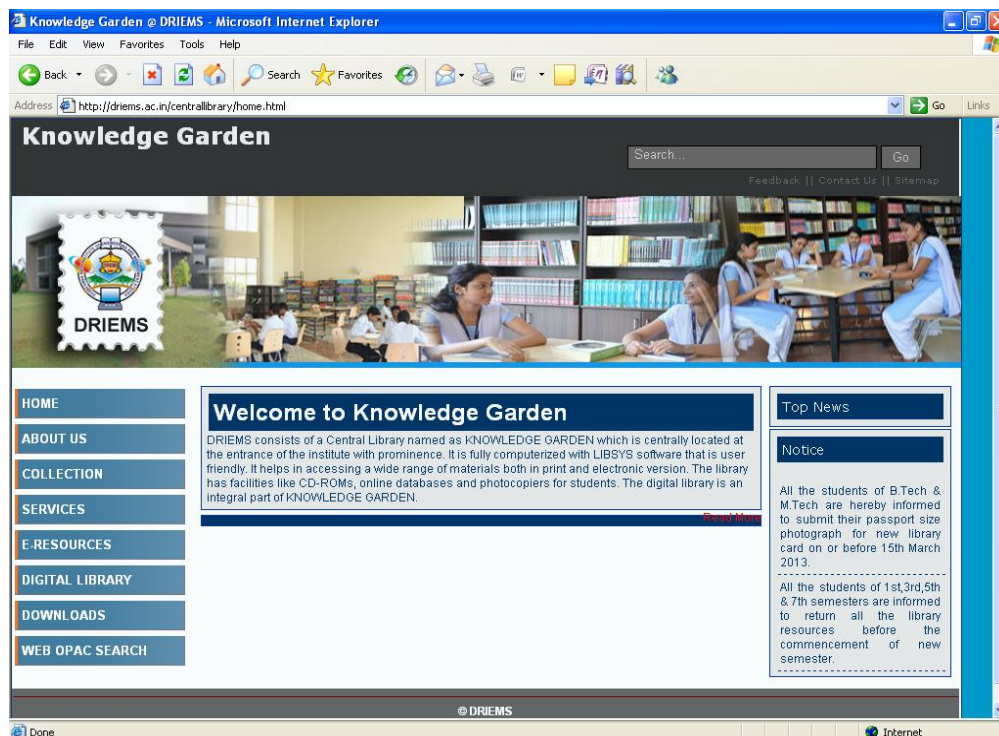 Knowledge Garden @ DRIEMS - Microsoft Internet Explorer
File Edit View Favorites Tools Help
Back Search Favorites
Address http://driems.ac.in/centrallibrary/home.html Go Links
Knowledge Garden
Search... Go
Feedback || Contact Us || Sitemap
DRIEMS
HOME
ABOUT US
COLLECTION
SERVICES
E-RESOURCES
DIGITAL LIBRARY
DOWNLOADS
WEB OPAC SEARCH
Welcome to Knowledge Garden
DRIEMS consists of a Central Library named as KNOWLEDGE GARDEN which is centrally located at
the entrance of the institute with prominence. It is fully computerized with LIBSYS software that is user
friendly. It helps in accessing a wide range of materials both in print and electronic version. The library
has facilities like CD-ROMs, online databases and photocopiers for students. The digital library is an
integral part of KNOWLEDGE GARDEN.
Read More
Top News
Notice
All the students of B.Tech &
M.Tech are hereby informed
to submit their passport size
photograph for new library
card on or before 15th March
2013.
All the students of 1st,3rd,5th
& 7th semesters are informed
to return all the library
resources before the
commencement of new
semester.
© DRIEMS
Done Internet